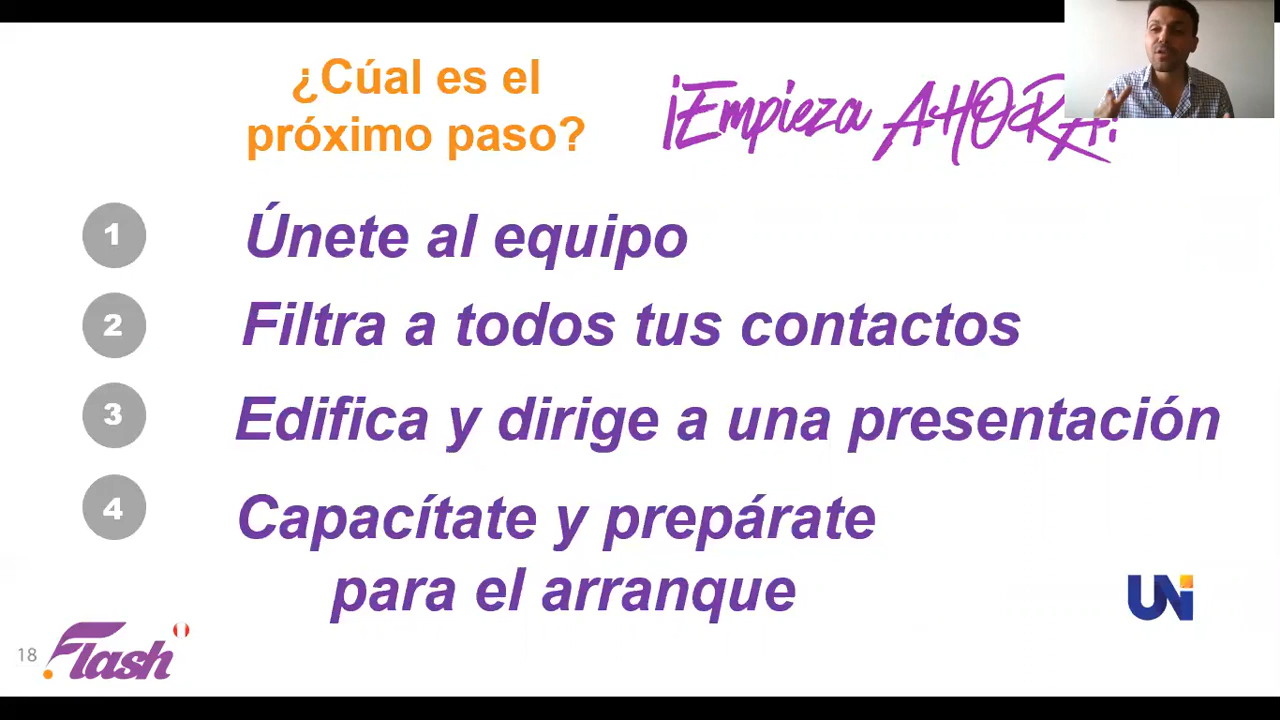 ¿Cúal es el
próximo paso?
¡Empieza AHORA!
1
Únete al equipo
2
Filtra a todos tus contactos
3
Edifica y dirige a una presentación
4
Capacítate y prepárate
para el arranque
UNi
18
Flash